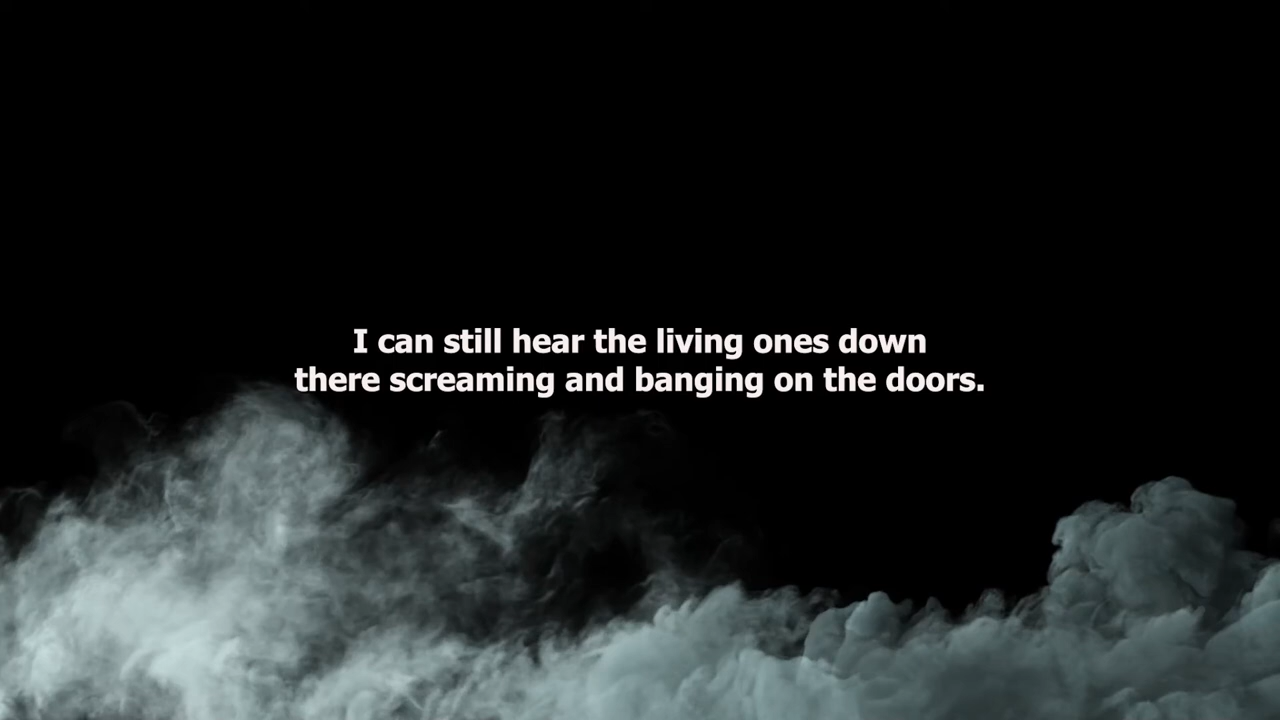 I can still hear the living ones down
there screaming and banging on the doors.